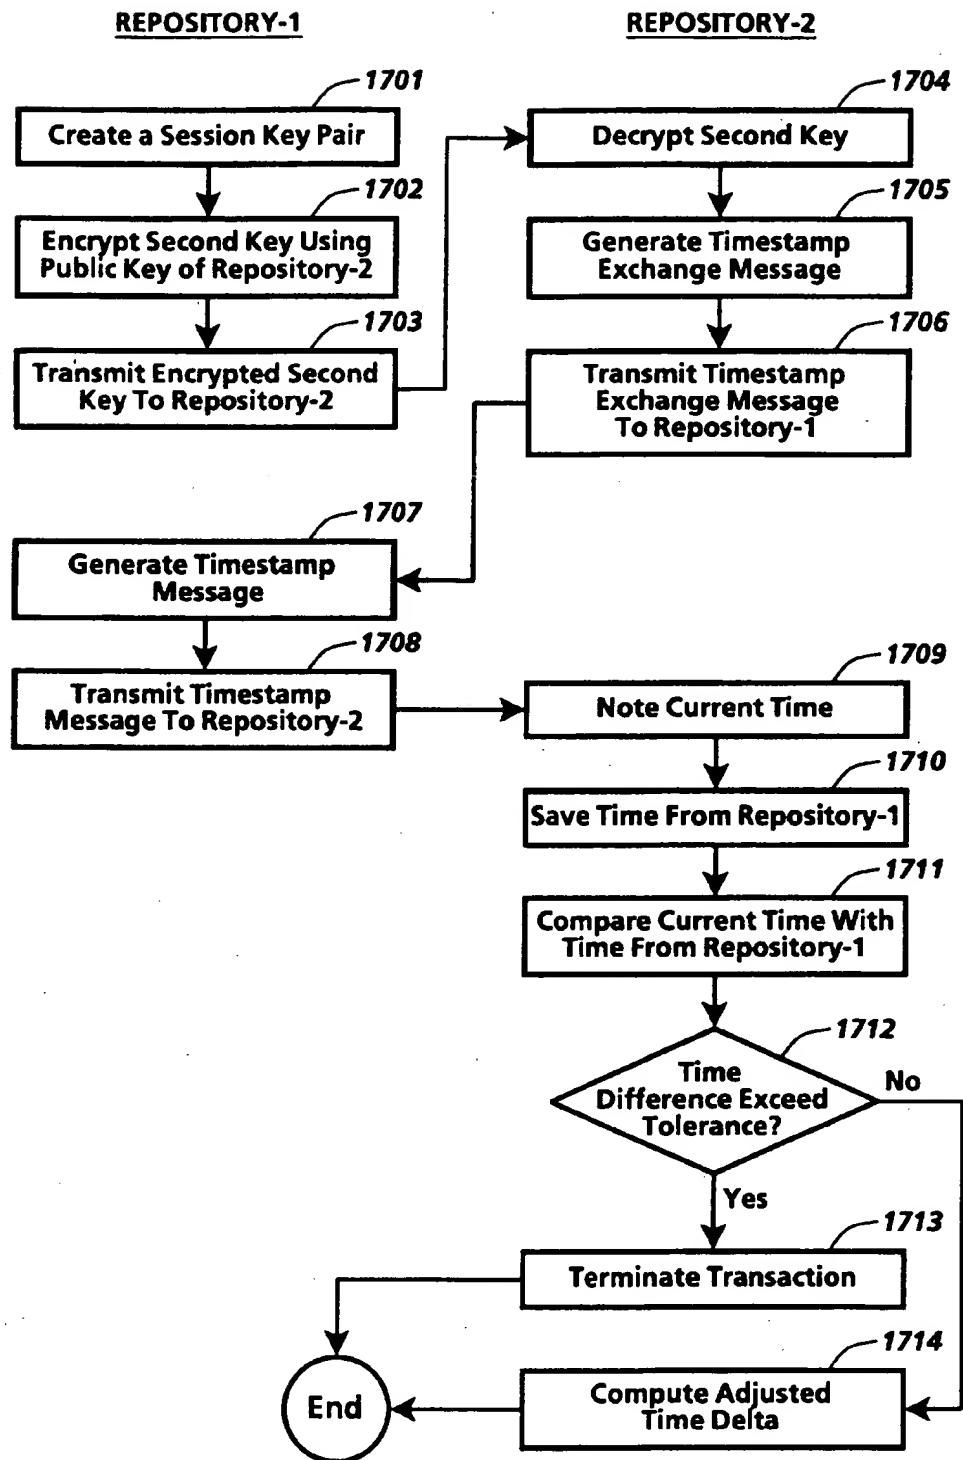 REPOSITORY-1
REPOSITORY-2
1701
Create a Session Key Pair
1702
Encrypt Second Key Using
Public Key of Repository-2
1703
Transmit Encrypted Second
Key To Repository-2
1704
Decrypt Second Key
1705
Generate Timestamp
Exchange Message
1706
Transmit Timestamp
Exchange Message
To Repository-1
1707
Generate Timestamp
Message
1708
Transmit Timestamp
Message To Repository-2
1709
Note Current Time
1710
Save Time From Repository-1
1711
Compare Current Time With
Time From Repository-1
1712
Time
Difference Exceed
Tolerance?
No
Yes
1713
Terminate Transaction
1714
Compute Adjusted
Time Delta
End